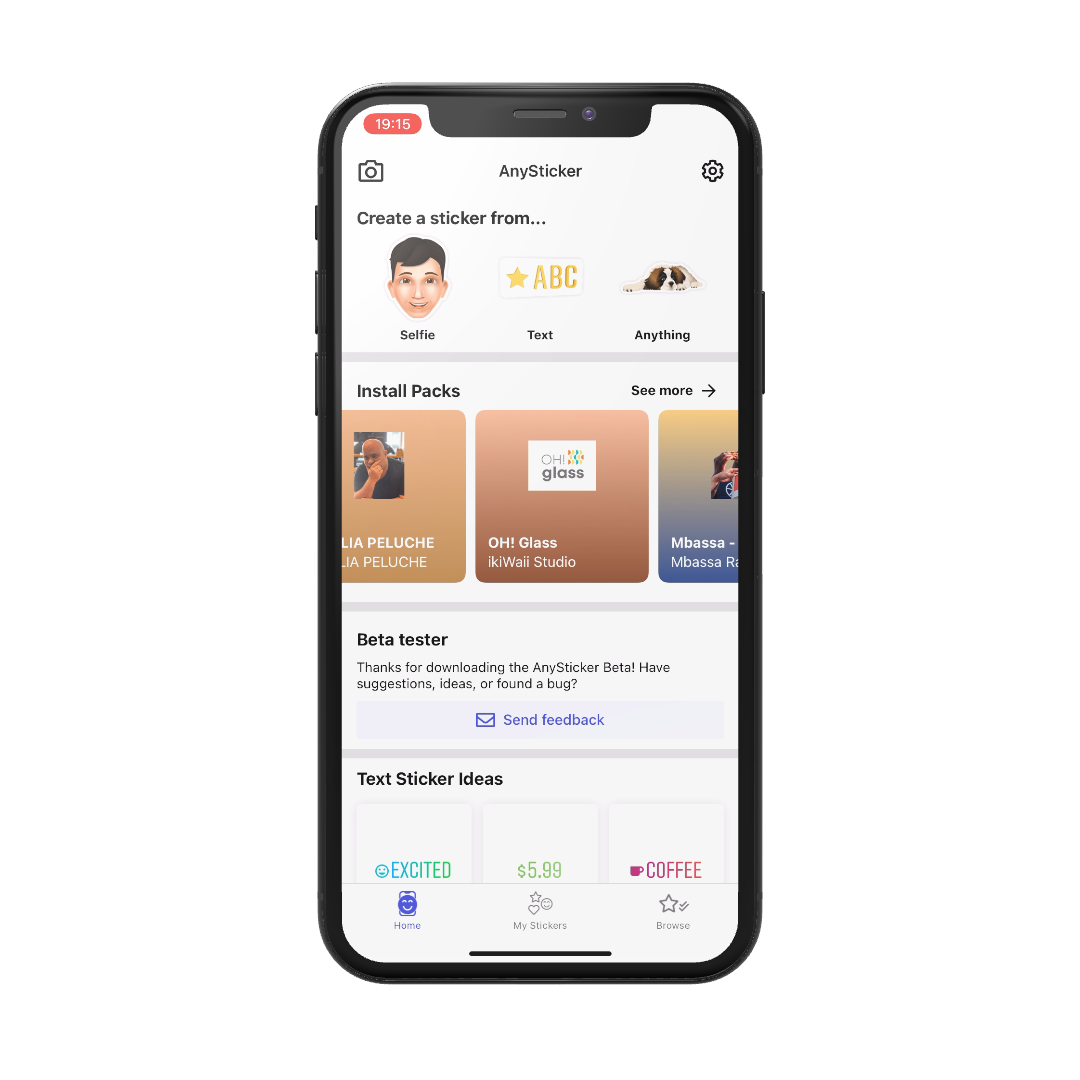 19:15
AnySticker
Create a sticker from...
ABC
Selfie
Text
Anything
Install Packs
See more
LIA PELUCHE
LIA PELUCHE
OH!
glass
OH! Glass
ikiWaii Studio
Mbassa -
Mbassa Ra
Beta tester
Thanks for downloading the AnySticker Beta! Have
suggestions, ideas, or found a bug?
Send feedback
Text Sticker Ideas
EXCITED
$5.99
COFFEE
Home
My Stickers
Browse